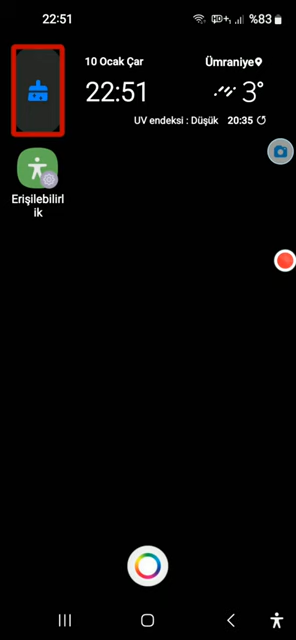 22:51
%83
10 Ocak Çar
Ümraniye
22:51
3°
UV endeksi : Düşük 20:35
Erişilebilirl
ik